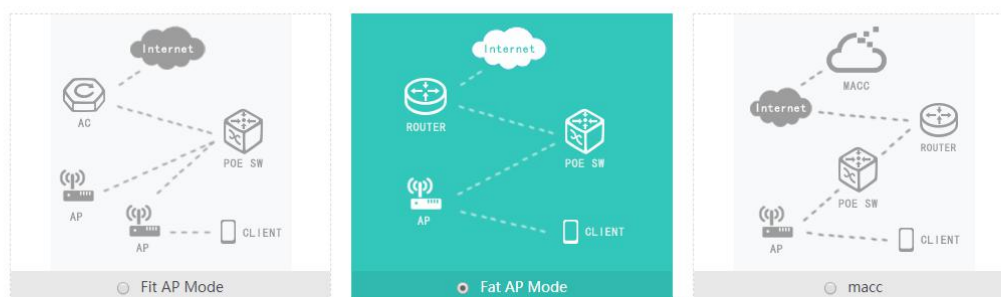 Internet
AC
POE SW
AP
AP
CLIENT
Fit AP Mode
Internet
ROUTER
POE SW
AP
CLIENT
Fat AP Mode
MACC
Internet
ROUTER
POE SW
AP
CLIENT
macc